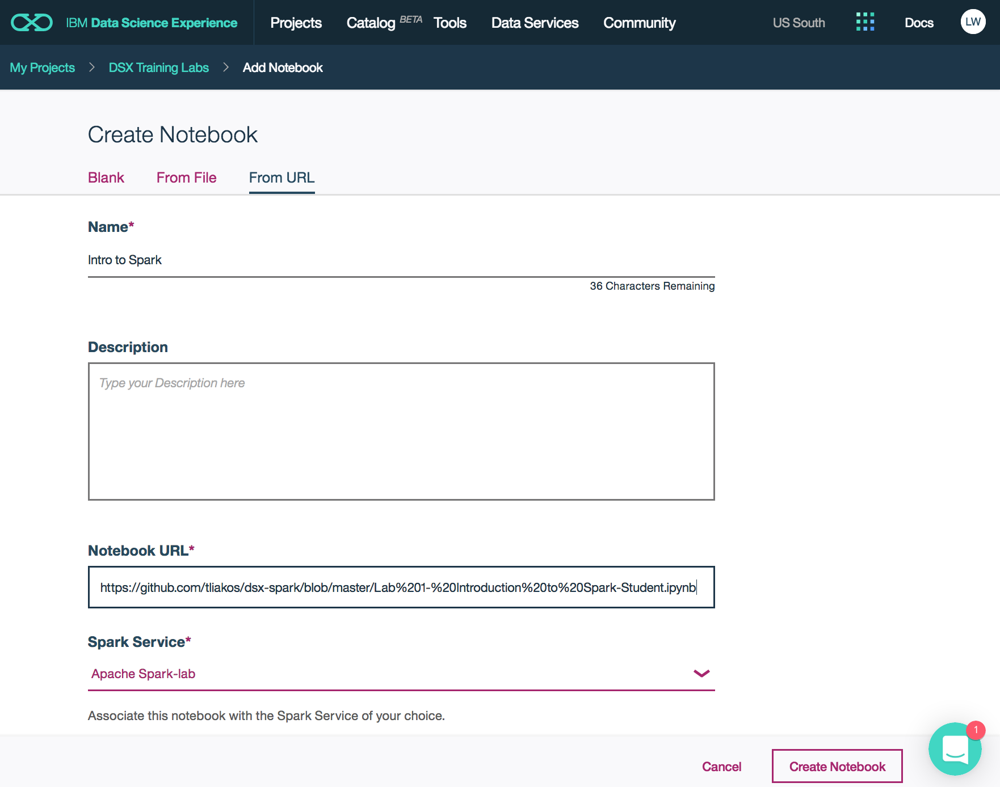 IBM Data Science Experience Projects Catalog BETA Tools Data Services Community US South Docs LW
My Projects > DSX Training Labs > Add Notebook
Create Notebook
Blank From File From URL
Name*
Intro to Spark
36 Characters Remaining
Description
Type your Description here
Notebook URL*
https://github.com/tliakos/dsx-spark/blob/master/Lab%201-%20Introduction%20to%20Spark-Student.ipynb
Spark Service*
Apache Spark-lab
Associate this notebook with the Spark Service of your choice.
1
Cancel Create Notebook